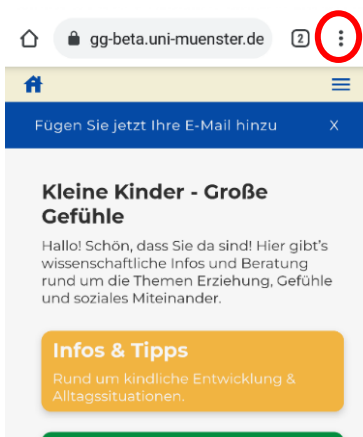 gg-beta.uni-muenster.de
2
Fügen Sie jetzt Ihre E-Mail hinzu X
Kleine Kinder - Große
Gefühle
Hallo! Schön, dass Sie da sind! Hier gibt's
wissenschaftliche Infos und Beratung
rund um die Themen Erziehung, Gefühle
und soziales Miteinander.
Infos & Tipps
Rund um kindliche Entwicklung &
Alltagssituationen.